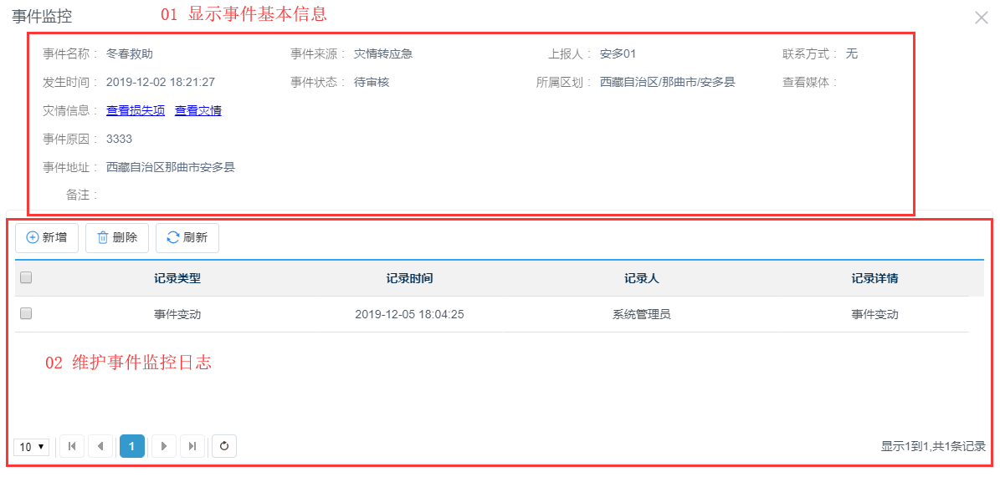 事件监控
01 显示事件基本信息
事件名称： 冬春救助 事件来源： 灾情转应急 上报人： 安多01 联系方式： 无
发生时间： 2019-12-02 18:21:27 事件状态： 待审核 所属区划： 西藏自治区/那曲市/安多县 查看媒体：
灾情信息： 查看损失项 查看灾情
事件原因： 3333
事件地址： 西藏自治区那曲市安多县
备注：
新增 删除 刷新
记录类型 记录时间 记录人 记录详情
事件变动 2019-12-05 18:04:25 系统管理员 事件变动
02 维护事件监控日志
10 1 显示1到1,共1条记录